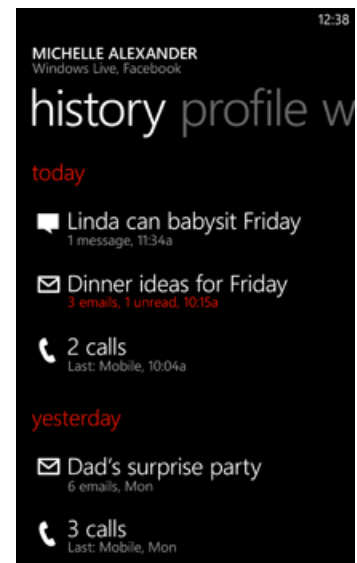 12:38
MICHELLE ALEXANDER
Windows Live, Facebook
history profile w
today
Linda can babysit Friday
1 message, 11:34a
Dinner ideas for Friday
3 emails, 1 unread, 10:15a
2 calls
Last: Mobile, 10:04a
yesterday
Dad's surprise party
6 emails, Mon
3 calls
Last: Mobile, Mon